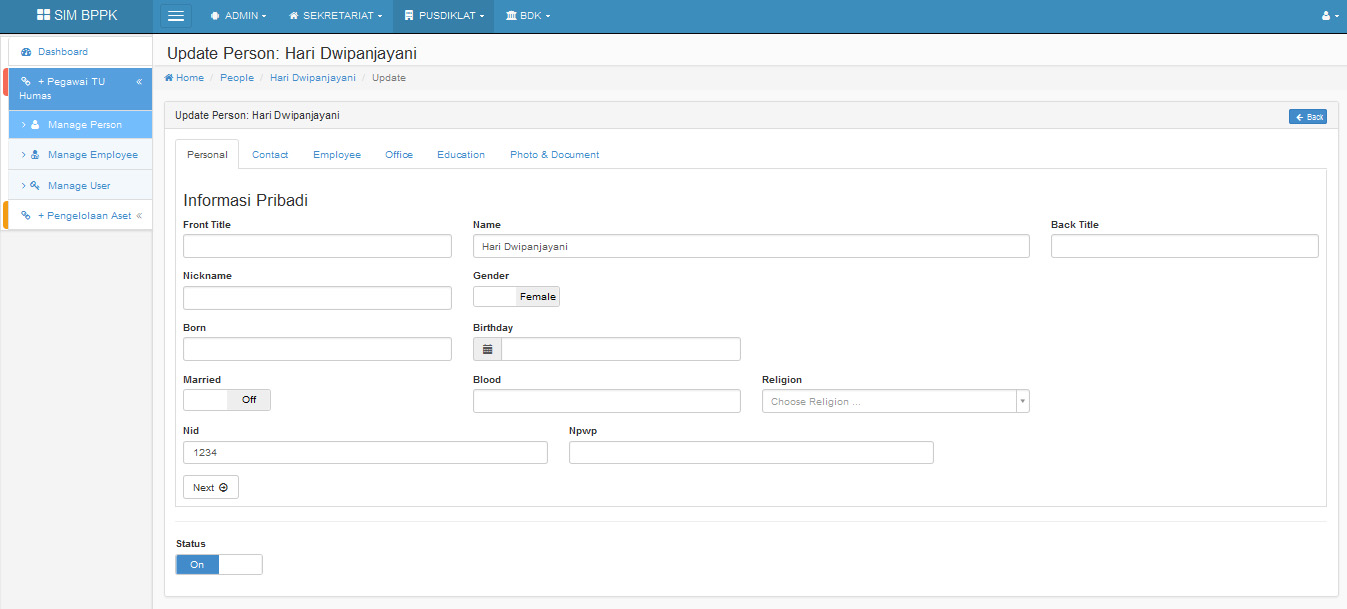 SIM BPPK ADMIN SEKRETARIAT PUSDIKLAT BDK
Dashboard
+ Pegawai TU Humas
Manage Person
Manage Employee
Manage User
+ Pengelolaan Aset
Update Person: Hari Dwipanjayani
Home / People / Hari Dwipanjayani / Update
Update Person: Hari Dwipanjayani Back
Personal Contact Employee Office Education Photo & Document
Informasi Pribadi
Front Title Name Back Title
Hari Dwipanjayani
Nickname Gender
Female
Born Birthday
Married Blood Religion
Off Choose Religion ...
Nid Npwp
1234
Next
Status
On